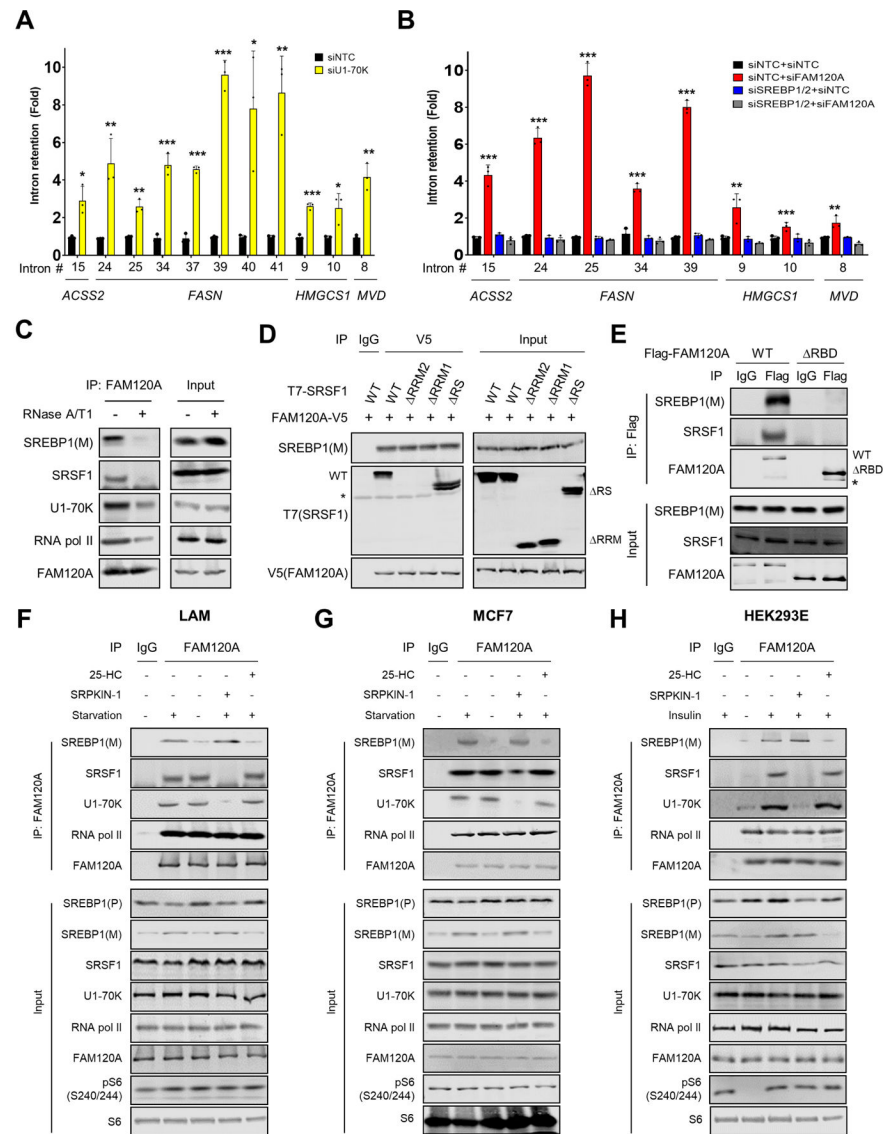 A
Intron retention (Fold)
10
8
6
4
2
0
siNTC
siU1-70K
* ** ** *** *** *** * ** *** * **
Intron # 15 24 25 34 37 39 40 41 9 10 8
ACSS2 FASN HMGCS1 MVD
B
Intron retention (Fold)
10
8
6
4
2
0
siNTC+siNTC
siNTC+siFAM120A
siSREBP1/2+siNTC
siSREBP1/2+siFAM120A
*** *** *** *** *** ** *** **
Intron # 15 24 25 34 39 9 10 8
ACSS2 FASN HMGCS1 MVD
C
IP: FAM120A Input
RNase A/T1 - + - +
SREBP1(M)
SRSF1
U1-70K
RNA pol II
FAM120A
D
IP IgG V5 Input
T7-SRSF1 WT WT ΔRRM2 ΔRRM1 ΔRS WT WT ΔRRM2 ΔRRM1 ΔRS
FAM120A-V5 + + + + + + + + + +
SREBP1(M)
WT
*
T7(SRSF1)
ΔRS
ΔRRM
V5(FAM120A)
E
Flag-FAM120A WT ΔRBD
IP IgG Flag IgG Flag
IP: Flag
SREBP1(M)
SRSF1
FAM120A
WT
ΔRBD
*
Input
SREBP1(M)
SRSF1
FAM120A
F
LAM
IP IgG FAM120A
25-HC - - - - +
SRPKIN-1 - - - + -
Starvation - + - + +
IP: FAM120A
SREBP1(M)
SRSF1
U1-70K
RNA pol II
FAM120A
Input
SREBP1(P)
SREBP1(M)
SRSF1
U1-70K
RNA pol II
FAM120A
pS6
(S240/244)
S6
G
MCF7
IP IgG FAM120A
25-HC - - - - +
SRPKIN-1 - - - + -
Starvation - + - + +
IP: FAM120A
SREBP1(M)
SRSF1
U1-70K
RNA pol II
FAM120A
Input
SREBP1(P)
SREBP1(M)
SRSF1
U1-70K
RNA pol II
FAM120A
pS6
(S240/244)
S6
H
HEK293E
IP IgG FAM120A
25-HC - - - - +
SRPKIN-1 - - - + -
Insulin + - + + +
IP: FAM120A
SREBP1(M)
SRSF1
U1-70K
RNA pol II
FAM120A
Input
SREBP1(P)
SREBP1(M)
SRSF1
U1-70K
RNA pol II
FAM120A
pS6
(S240/244)
S6